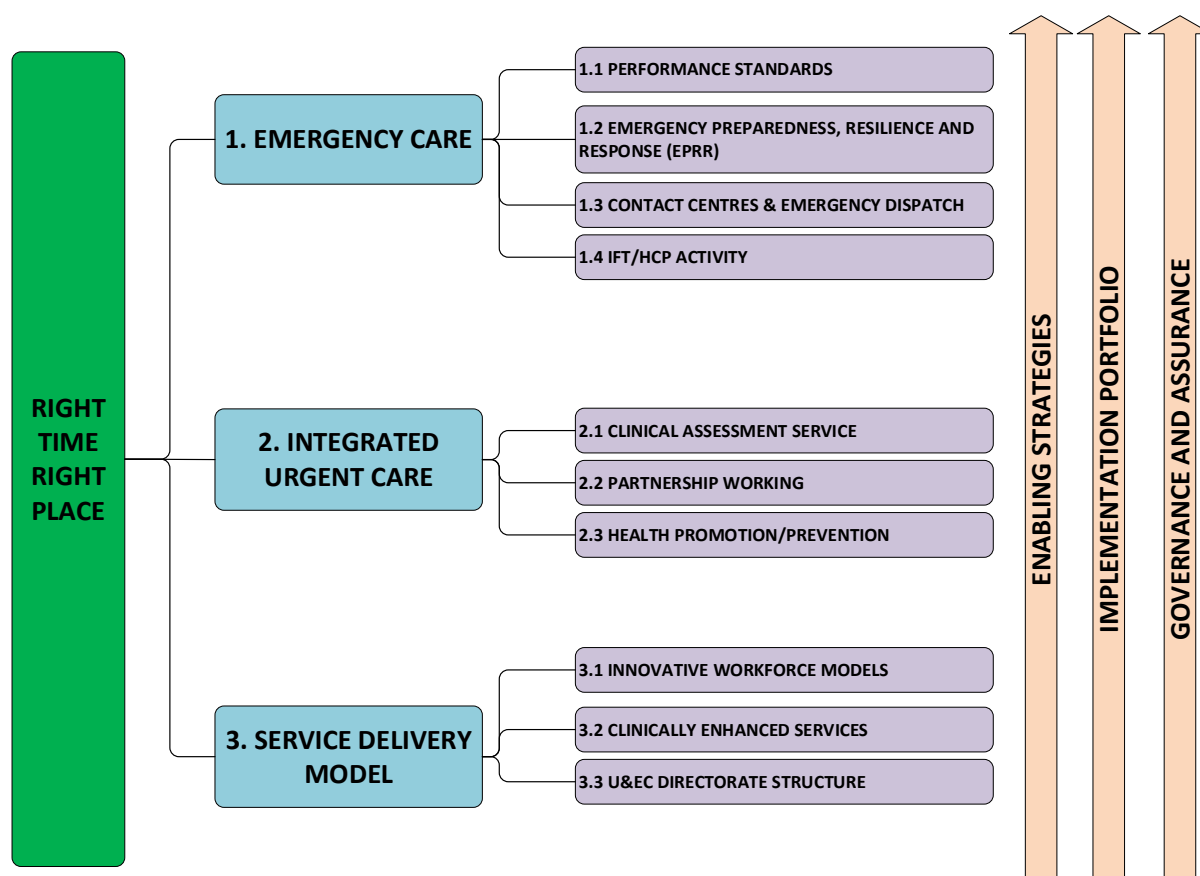 RIGHT
TIME
RIGHT
PLACE
1. EMERGENCY CARE
1.1 PERFORMANCE STANDARDS
1.2 EMERGENCY PREPAREDNESS, RESILIENCE AND
RESPONSE (EPRR)
1.3 CONTACT CENTRES & EMERGENCY DISPATCH
1.4 IFT/HCP ACTIVITY
2. INTEGRATED
URGENT CARE
2.1 CLINICAL ASSESSMENT SERVICE
2.2 PARTNERSHIP WORKING
2.3 HEALTH PROMOTION/PREVENTION
3. SERVICE DELIVERY
MODEL
3.1 INNOVATIVE WORKFORCE MODELS
3.2 CLINICALLY ENHANCED SERVICES
3.3 U&EC DIRECTORATE STRUCTURE
ENABLING STRATEGIES
IMPLEMENTATION PORTFOLIO
GOVERNANCE AND ASSURANCE